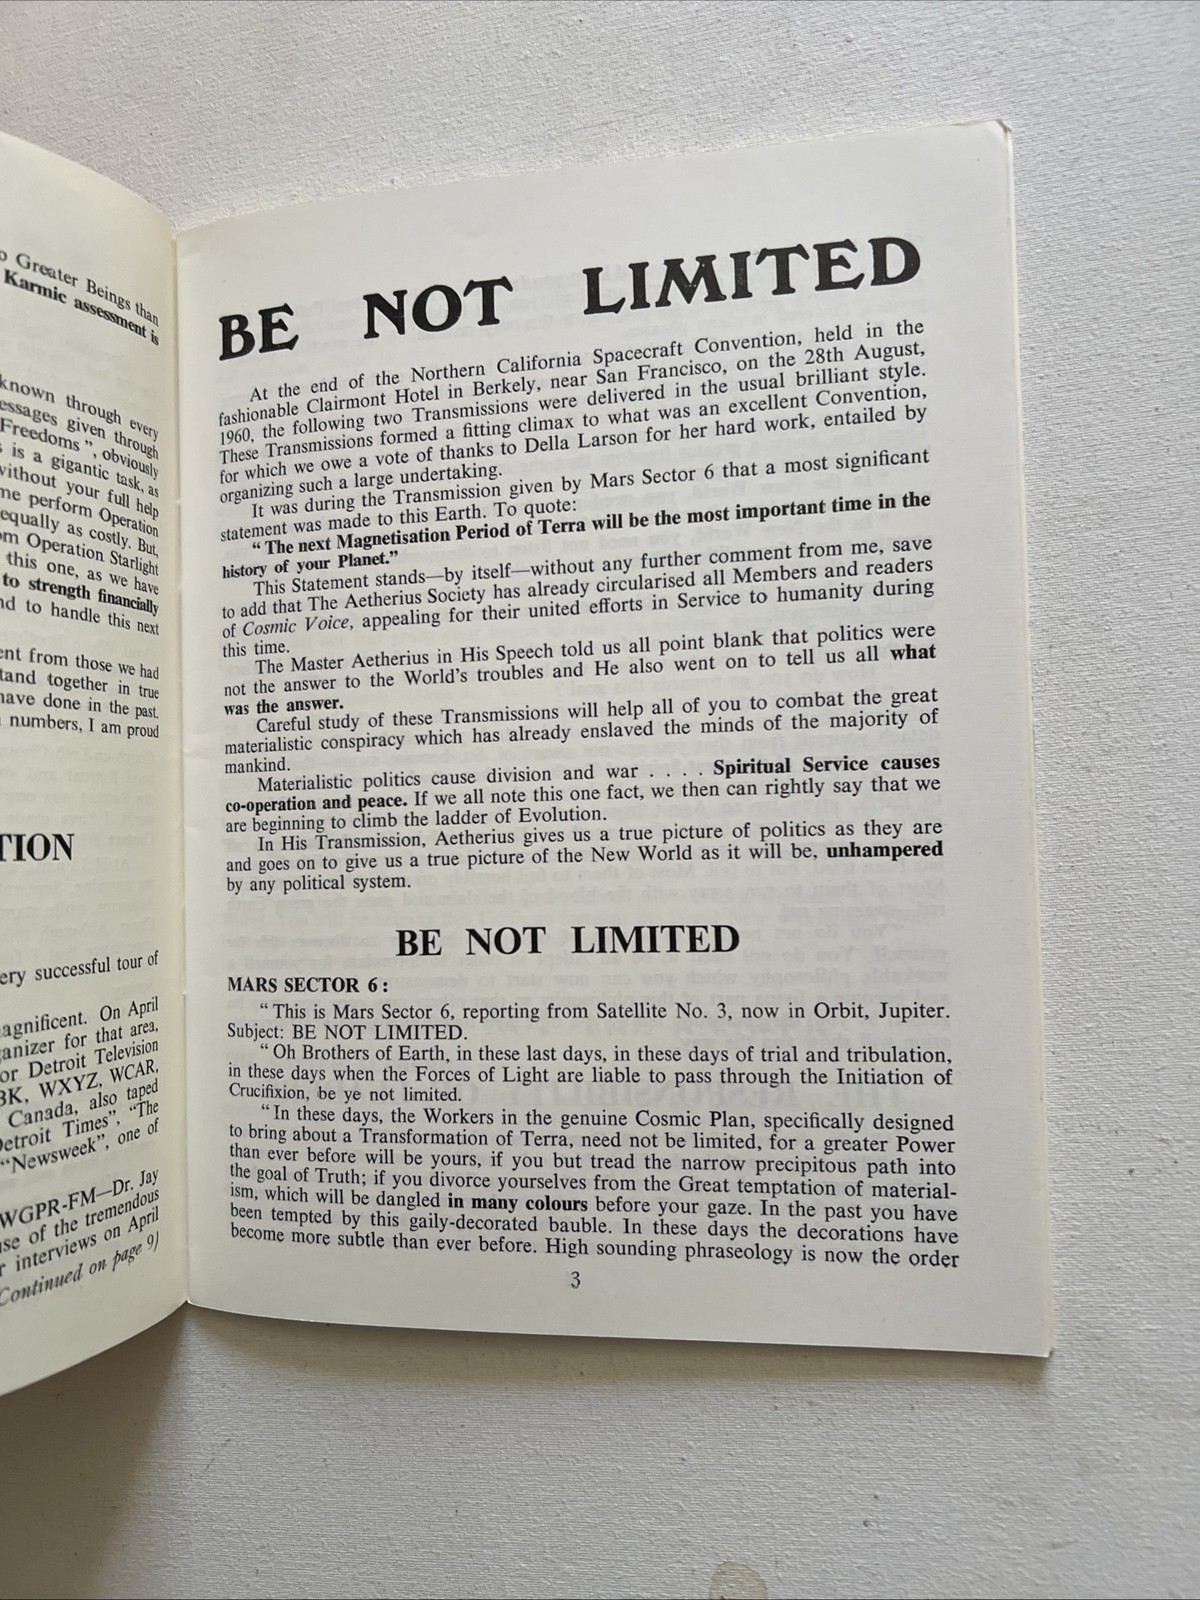 o Greater Beings than
Karmic assessment is
known through every
essages given through
Freedoms", obviously
s is a gigantic task, as
without your full help
me perform Operation
equally as costly. But,
om Operation Starlight
this one, as we have
to strength financially
nd to handle this next
ent from those we had
tand together in true
have done in the past.
numbers, I am proud
TION
ery successful tour of
agnificent. On April
ganizer for that area,
or Detroit Television
BK, WXYZ, WCAR,
Canada, also taped
Detroit Times", "The
"Newsweek", one of
WGPR-FM—Dr. Jay
use of the tremendous
r interviews on April
Continued on page 9)
BE NOT LIMITED
At the end of the Northern California Spacecraft Convention, held in the
fashionable Clairmont Hotel in Berkely, near San Francisco, on the 28th August,
1960, the following two Transmissions were delivered in the usual brilliant style.
These Transmissions formed a fitting climax to what was an excellent Convention,
for which we owe a vote of thanks to Della Larson for her hard work, entailed by
organizing such a large undertaking.
It was during the Transmission given by Mars Sector 6 that a most significant
statement was made to this Earth. To quote:
"The next Magnetisation Period of Terra will be the most important time in the
history of your Planet."
This Statement stands—by itself—without any further comment from me, save
to add that The Aetherius Society has already circularised all Members and readers
of Cosmic Voice, appealing for their united efforts in Service to humanity during
this time.
The Master Aetherius in His Speech told us all point blank that politics were
not the answer to the World's troubles and He also went on to tell us all what
was the answer.
Careful study of these Transmissions will help all of you to combat the great
materialistic conspiracy which has already enslaved the minds of the majority of
mankind.
Materialistic politics cause division and war . . . . Spiritual Service causes
co-operation and peace. If we all note this one fact, we then can rightly say that we
are beginning to climb the ladder of Evolution.
In His Transmission, Aetherius gives us a true picture of politics as they are
and goes on to give us a true picture of the New World as it will be, unhampered
by any political system.
BE NOT LIMITED
MARS SECTOR 6:
"This is Mars Sector 6, reporting from Satellite No. 3, now in Orbit, Jupiter.
Subject: BE NOT LIMITED.
"Oh Brothers of Earth, in these last days, in these days of trial and tribulation,
in these days when the Forces of Light are liable to pass through the Initiation of
Crucifixion, be ye not limited.
"In these days, the Workers in the genuine Cosmic Plan, specifically designed
to bring about a Transformation of Terra, need not be limited, for a greater Power
than ever before will be yours, if you but tread the narrow precipitous path into
the goal of Truth; if you divorce yourselves from the Great temptation of material-
ism, which will be dangled in many colours before your gaze. In the past you have
been tempted by this gaily-decorated bauble. In these days the decorations have
become more subtle than ever before. High sounding phraseology is now the order
3